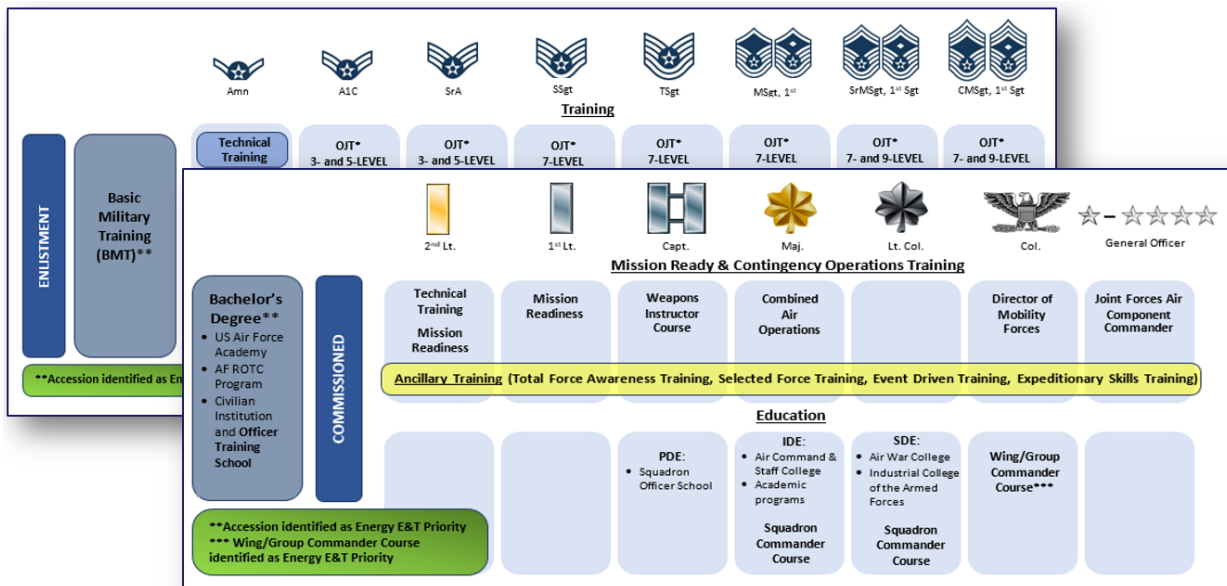 Amn
A1C
SrA
SSgt
TSgt
MSgt, 1st
SrMSgt, 1st Sgt
CMSgt, 1st Sgt
Training
ENLISTMENT
Basic
Military
Training
(BMT)**
Technical
Training
OJT*
3- and 5-LEVEL
OJT*
3- and 5-LEVEL
OJT*
7-LEVEL
OJT*
7-LEVEL
OJT*
7-LEVEL
OJT*
7- and 9-LEVEL
OJT*
7- and 9-LEVEL
**Accession identified as En
2nd Lt.
1st Lt.
Capt.
Maj.
Lt. Col.
Col.
General Officer
Mission Ready & Contingency Operations Training
Bachelor's
Degree**
• US Air Force
Academy
• AF ROTC
Program
• Civilian
Institution
and Officer
Training
School
COMMISSIONED
Technical
Training
Mission
Readiness
Mission
Readiness
Weapons
Instructor
Course
Combined
Air
Operations
Director of
Mobility
Forces
Joint Forces Air
Component
Commander
Ancillary Training (Total Force Awareness Training, Selected Force Training, Event Driven Training, Expeditionary Skills Training)
Education
PDE:
• Squadron
Officer School
IDE:
• Air Command &
Staff College
• Academic
programs
Squadron
Commander
Course
SDE:
• Air War College
• Industrial College
of the Armed
Forces
Squadron
Commander
Course
Wing/Group
Commander
Course***
**Accession identified as Energy E&T Priority
*** Wing/Group Commander Course
identified as Energy E&T Priority